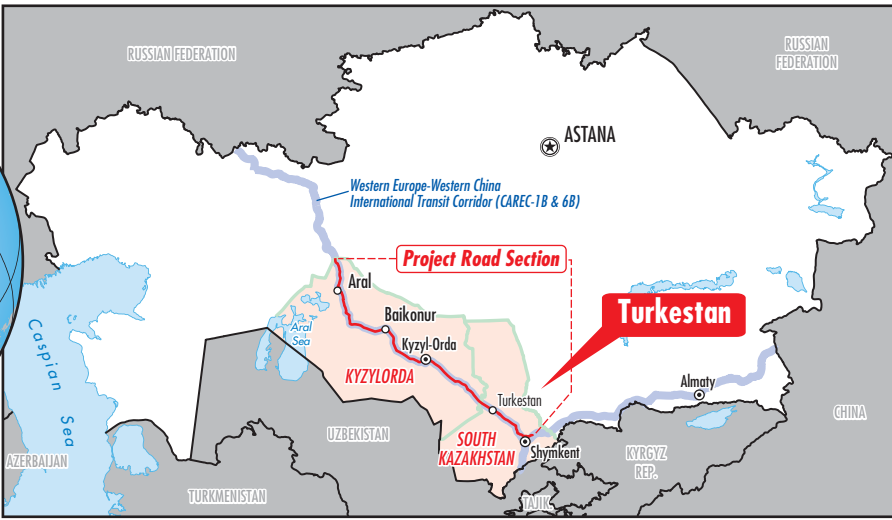 RUSSIAN FEDERATION
RUSSIAN
FEDERATION
ASTANA
Western Europe-Western China
International Transit Corridor (CAREC-1B & 6B)
Project Road Section
Aral
Turkestan
Baikonur
Aral
Sea
Kyzyl-Orda
Caspian Sea
KYZYLORDA
Almaty
Turkestan
CHINA
UZBEKISTAN
SOUTH
KAZAKHSTAN
Shymkent
KYRGYZ
REP.
AZERBAIJAN
TURKMENISTAN
TAJIK.